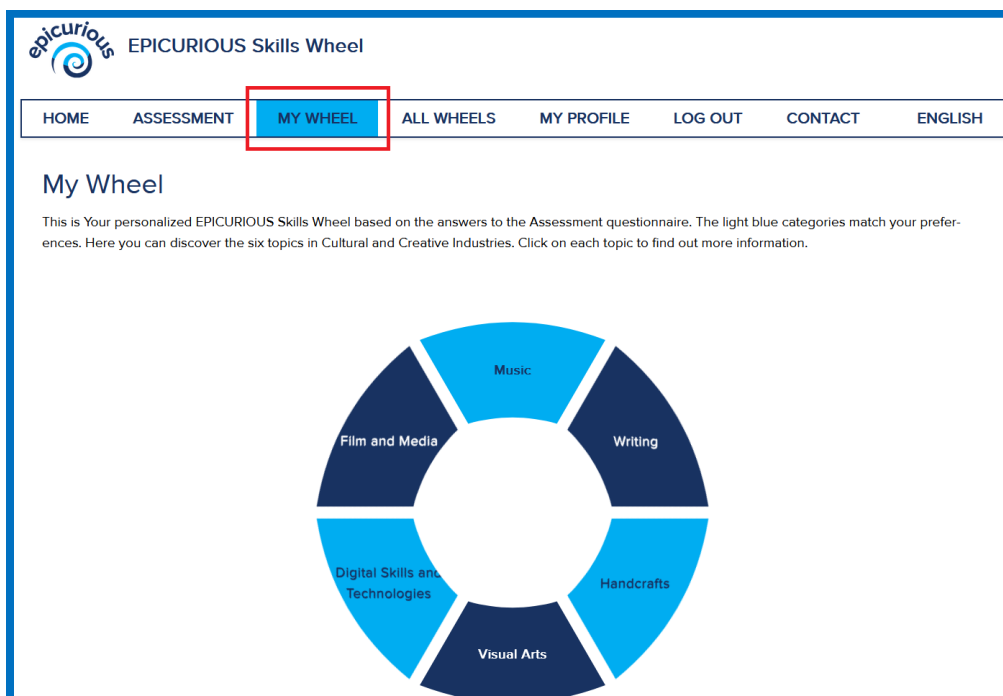 epicurious
EPICURIOUS Skills Wheel
HOME ASSESSMENT MY WHEEL ALL WHEELS MY PROFILE LOG OUT CONTACT ENGLISH
My Wheel
This is Your personalized EPICURIOUS Skills Wheel based on the answers to the Assessment questionnaire. The light blue categories match your prefer-
ences. Here you can discover the six topics in Cultural and Creative Industries. Click on each topic to find out more information.
Music
Film and Media
Writing
Digital Skills and
Technologies
Handcrafts
Visual Arts